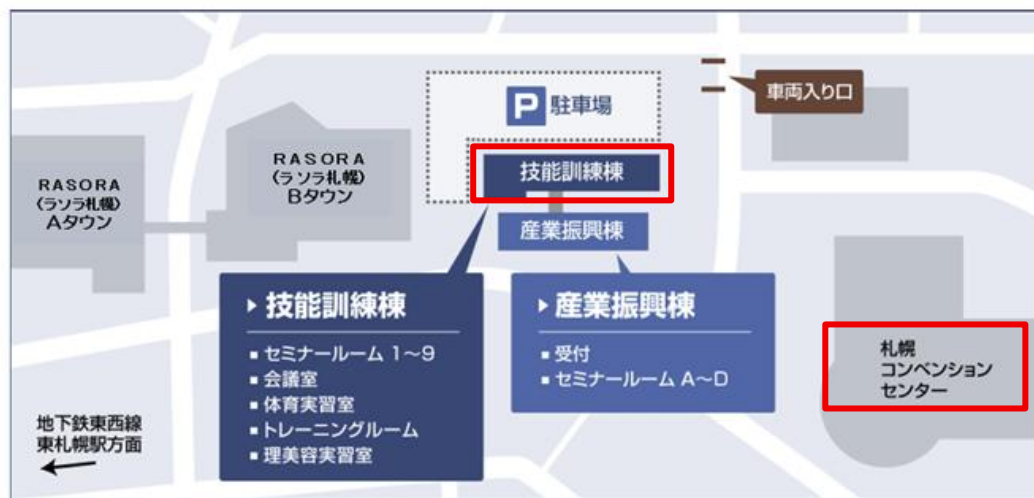 車両入り口
P 駐車場
技能訓練棟
産業振興棟
RASORA
(ラソラ札幌)
Aタウン
RASORA
(ラソラ札幌)
Bタウン
▶ 技能訓練棟
■ セミナールーム 1〜9
■ 会議室
■ 体育実習室
■ トレーニングルーム
■ 理美容実習室
▶ 産業振興棟
■ 受付
■ セミナールーム A〜D
札幌
コンベンション
センター
地下鉄東西線
東札幌駅方面